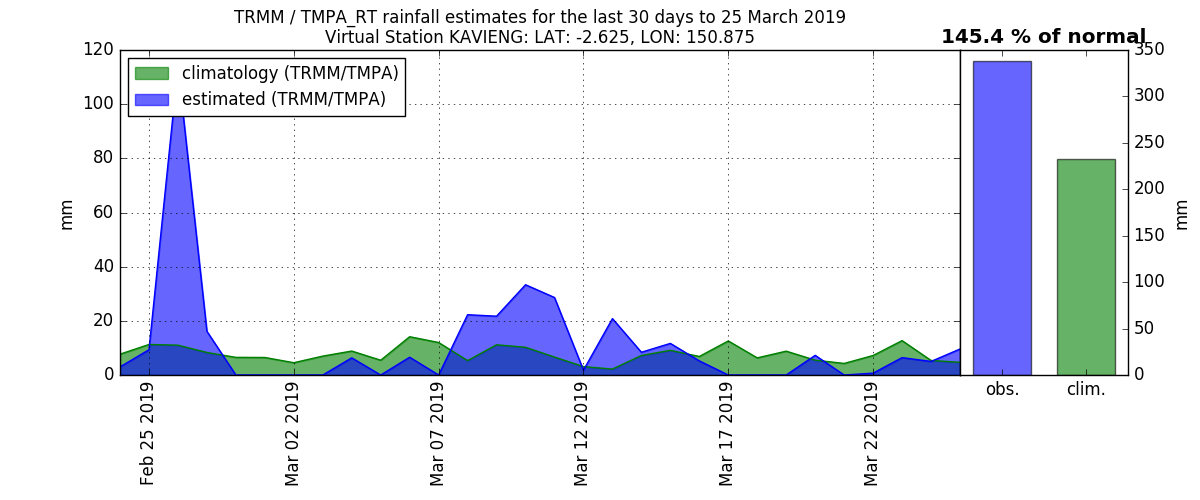 TRMM / TMPA_RT rainfall estimates for the last 30 days to 25 March 2019
Virtual Station KAVIENG: LAT: -2.625, LON: 150.875
145.4 % of normal
climatology (TRMM/TMPA)
estimated (TRMM/TMPA)
120
100
80
60
40
20
0
mm
Feb 25 2019
Mar 02 2019
Mar 07 2019
Mar 12 2019
Mar 17 2019
Mar 22 2019
350
300
250
200
150
100
50
0
mm
obs.
clim.